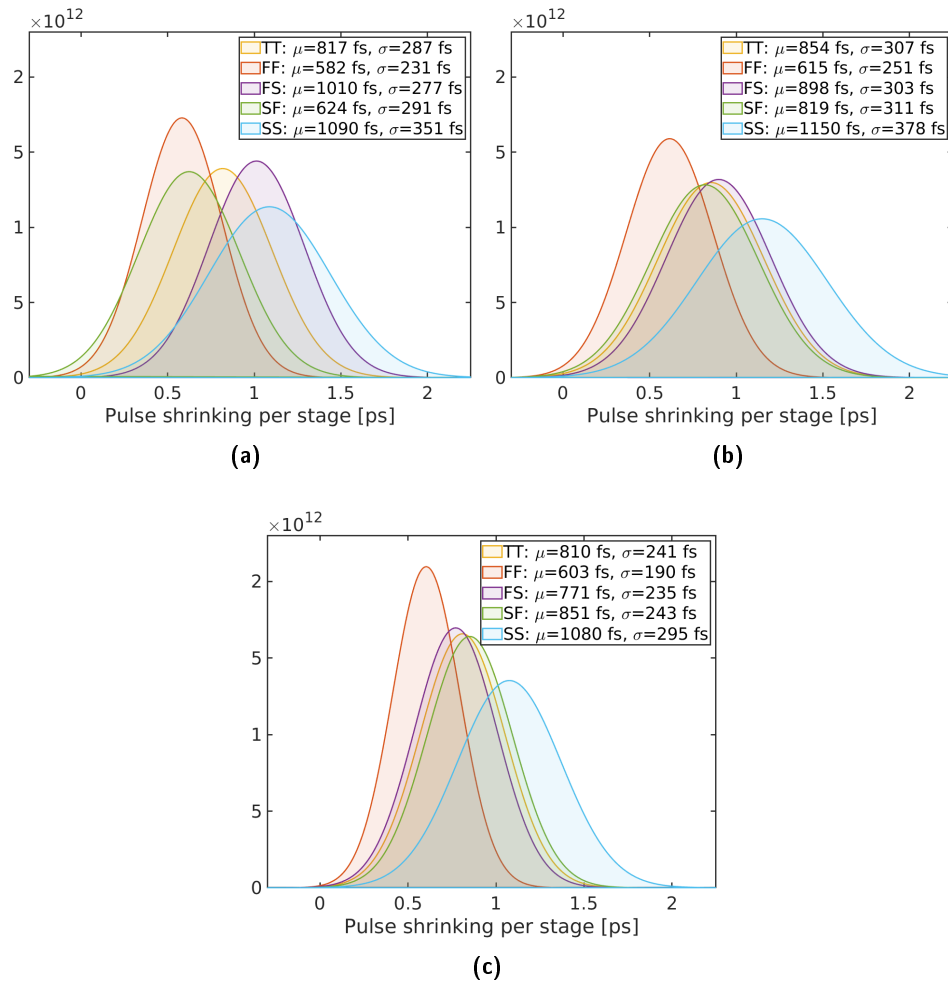 ×10¹²
TT: μ=817 fs, σ=287 fs
FF: μ=582 fs, σ=231 fs
FS: μ=1010 fs, σ=277 fs
SF: μ=624 fs, σ=291 fs
SS: μ=1090 fs, σ=351 fs
2
5
1
5
0
0 0.5 1 1.5 2
Pulse shrinking per stage [ps]
(a)
×10¹²
TT: μ=854 fs, σ=307 fs
FF: μ=615 fs, σ=251 fs
FS: μ=898 fs, σ=303 fs
SF: μ=819 fs, σ=311 fs
SS: μ=1150 fs, σ=378 fs
2
5
1
5
0
0 0.5 1 1.5 2
Pulse shrinking per stage [ps]
(b)
×10¹²
TT: μ=810 fs, σ=241 fs
FF: μ=603 fs, σ=190 fs
FS: μ=771 fs, σ=235 fs
SF: μ=851 fs, σ=243 fs
SS: μ=1080 fs, σ=295 fs
2
5
1
5
0
0 0.5 1 1.5 2
Pulse shrinking per stage [ps]
(c)